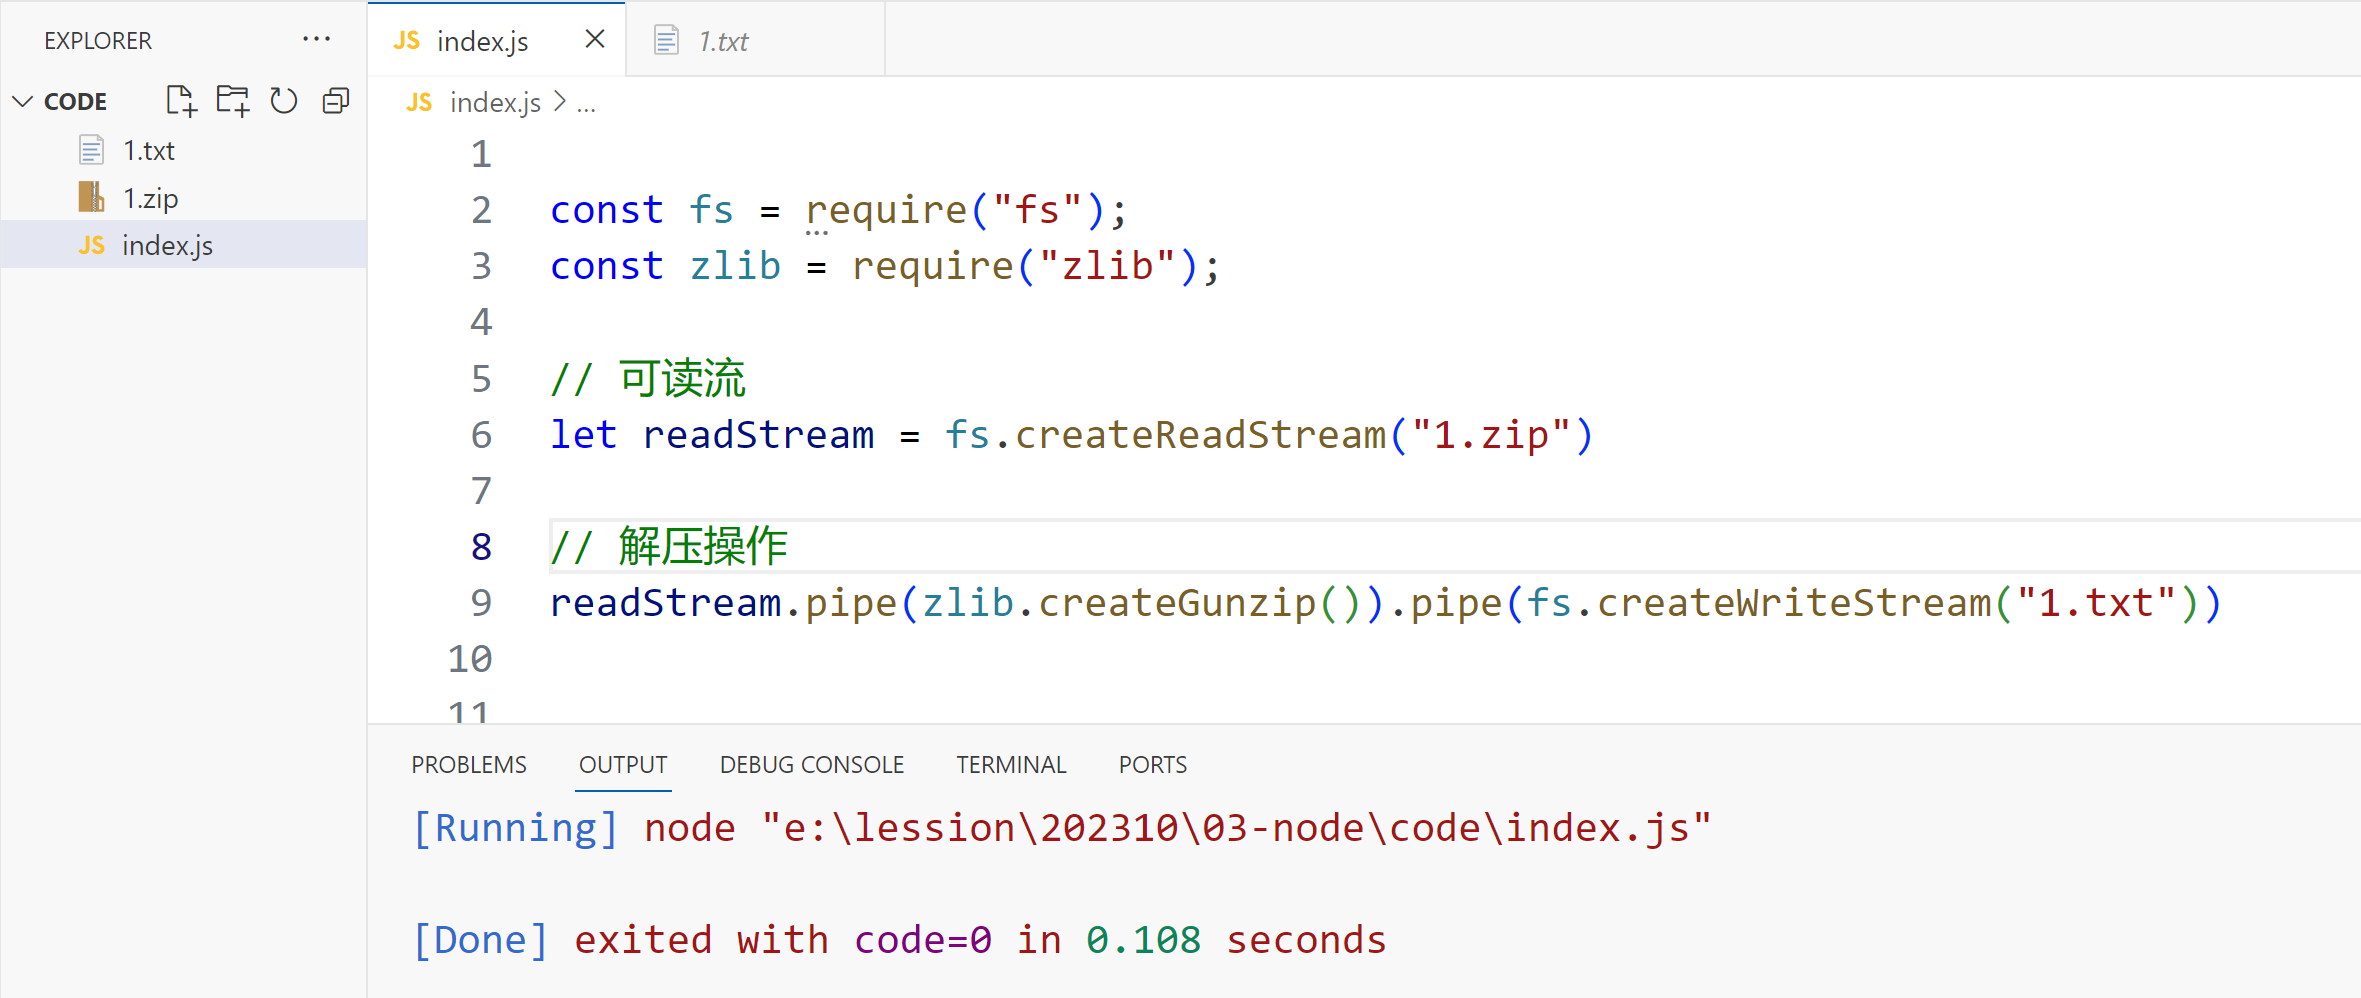 EXPLORER ...
CODE
1.txt
1.zip
JS index.js
JS index.js
1.txt
JS index.js > ...
1
2 const fs = require("fs");
3 const zlib = require("zlib");
4
5 // 可读流
6 let readStream = fs.createReadStream("1.zip")
7
8 // 解压操作
9 readStream.pipe(zlib.createGunzip()).pipe(fs.createWriteStream("1.txt"))
10
11
PROBLEMS OUTPUT DEBUG CONSOLE TERMINAL PORTS
[Running] node "e:\lession\202310\03-node\code\index.js"
[Done] exited with code=0 in 0.108 seconds